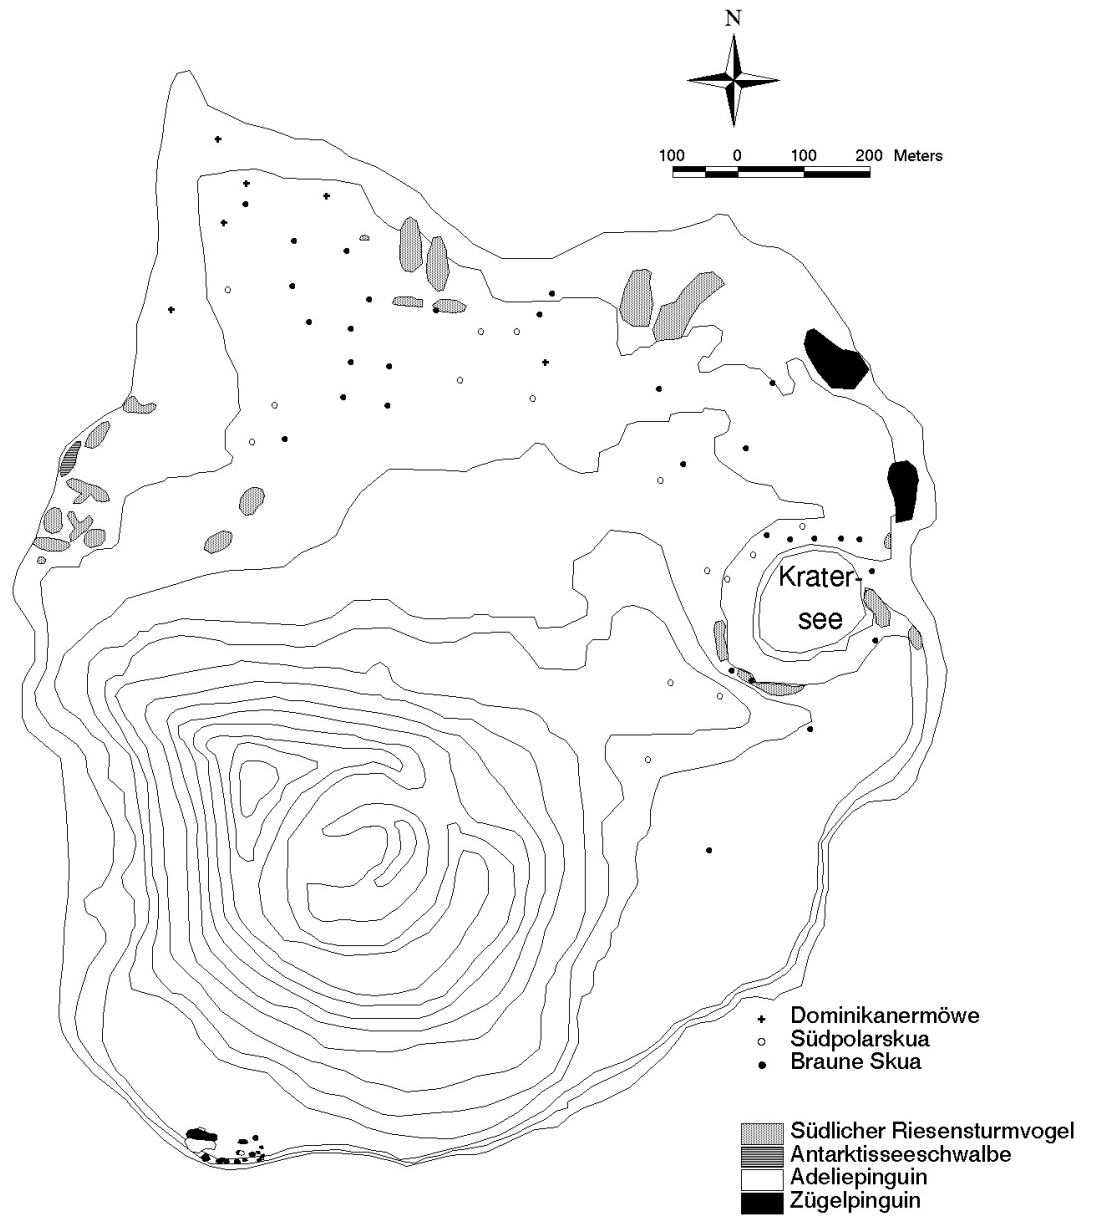 N
100 0 100 200 Meters
Krater-
see
Dominikanermöwe
Südpolarskua
Braune Skua
Südlicher Riesensturmvogel
Antarktisseeschwalbe
Adeliepinguin
Zügelpinguin